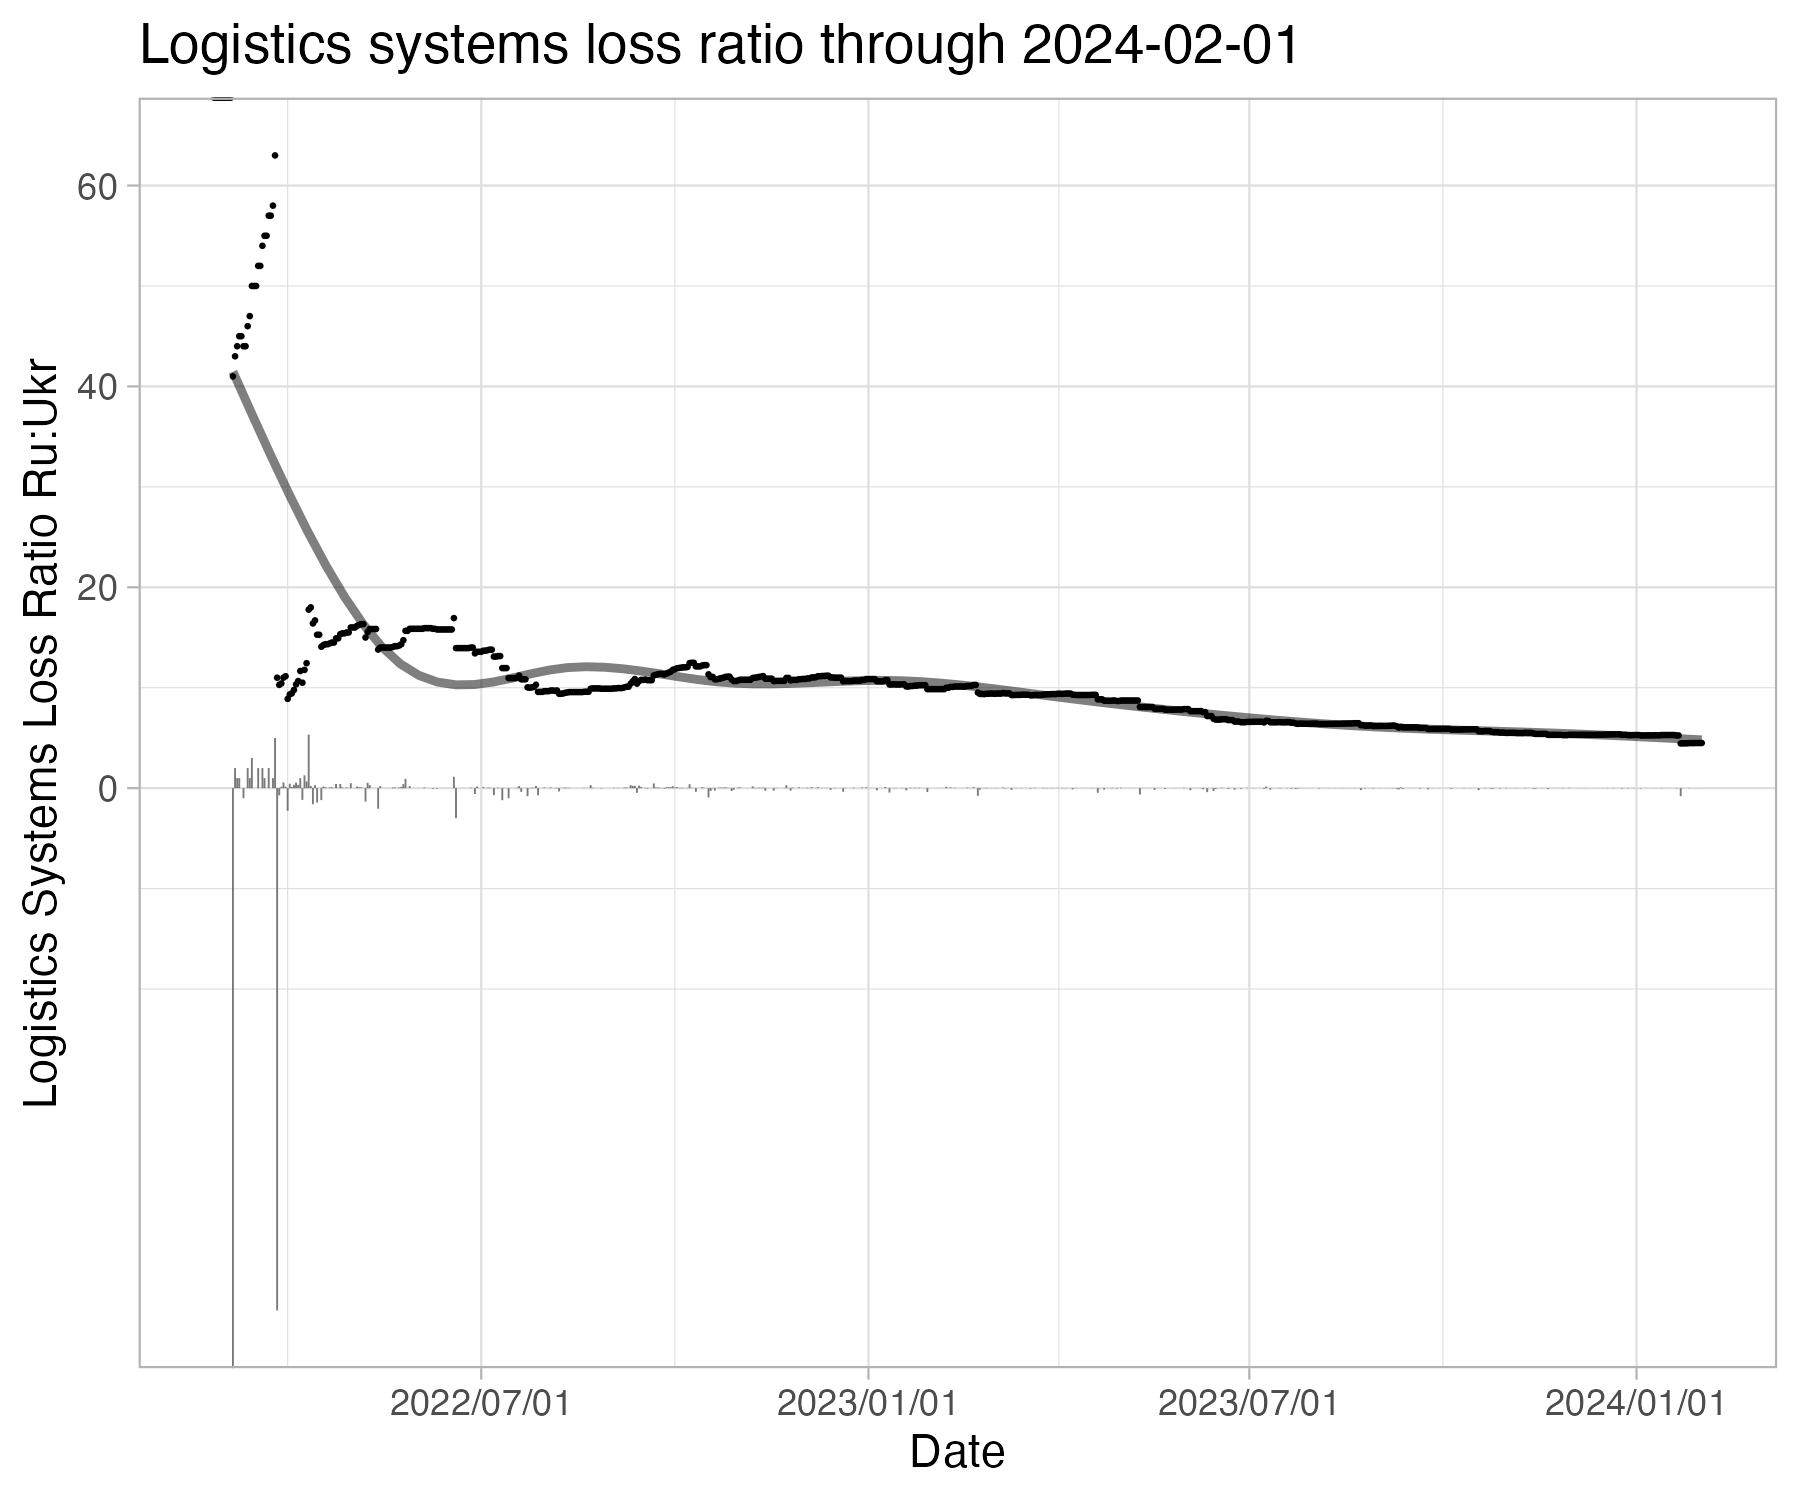 Logistics systems loss ratio through 2024-02-01
Logistics Systems Loss Ratio Ru:Ukr
60
40
20
0
2022/07/01
2023/01/01
2023/07/01
2024/01/01
Date